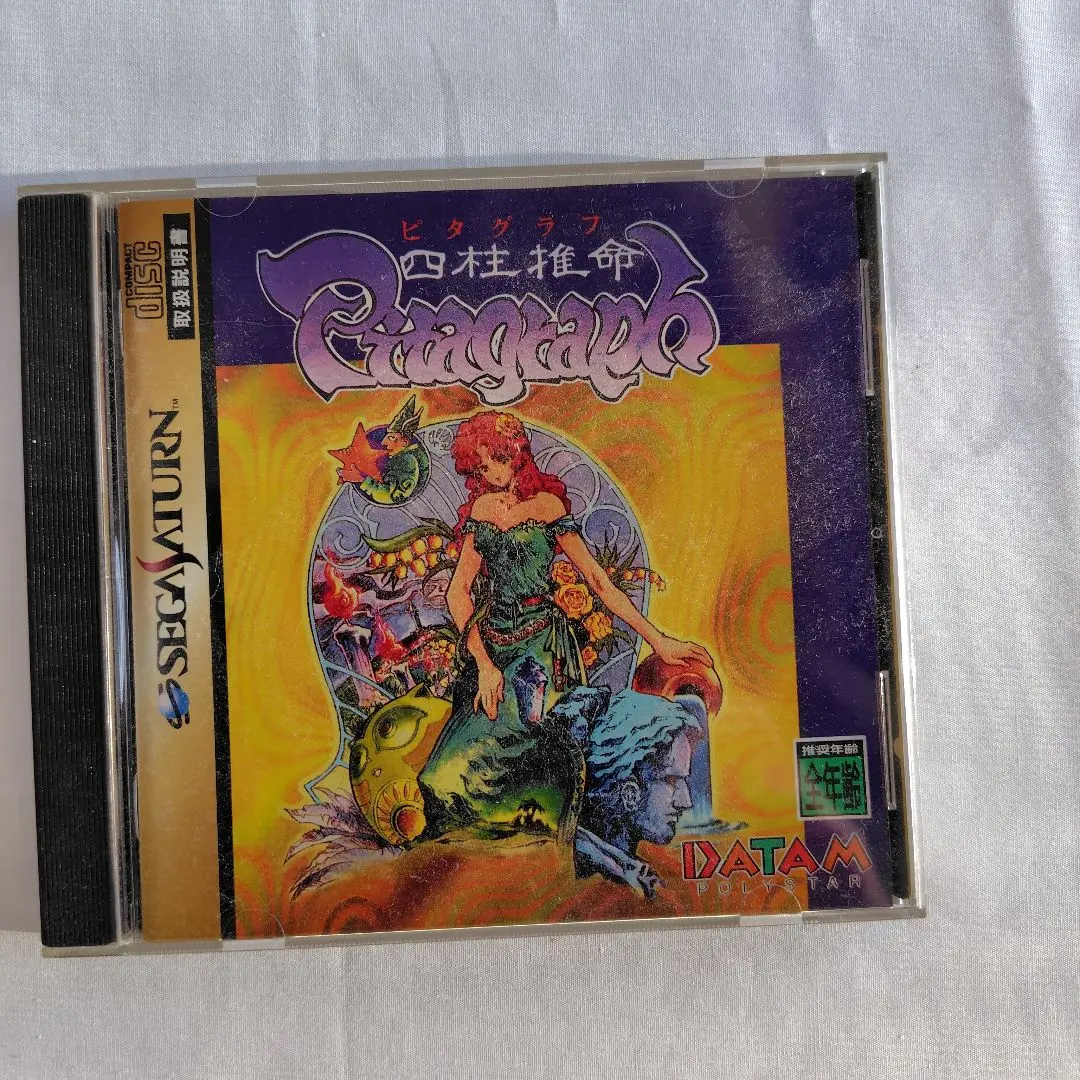 ピタグラフ
四柱推命
Pitagraph
COMPACT
disc
取扱説明書
SEGA SATURN™
推奨年齢
全年齢
DATAM
POLYSTAR